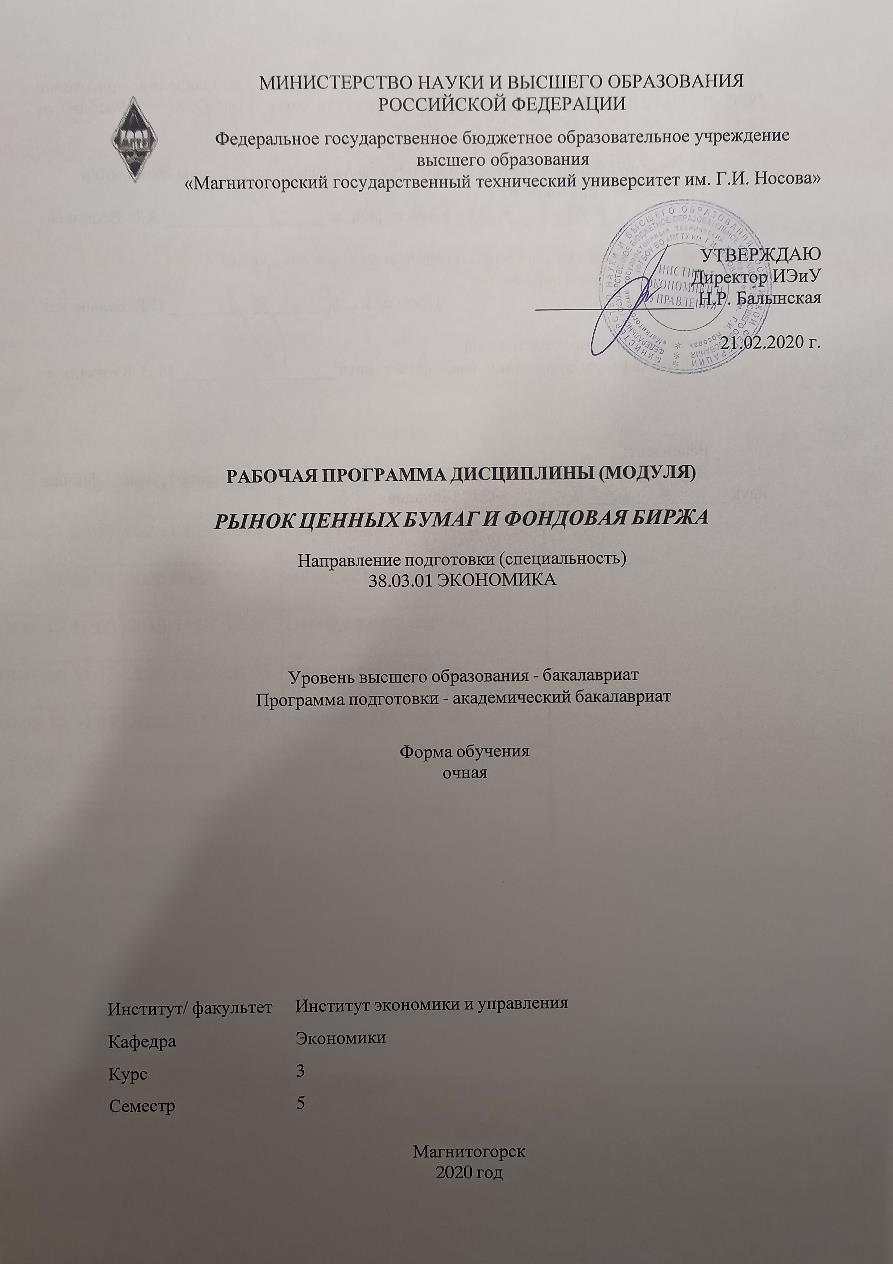 МИНИСТЕРСТВО НАУКИ И ВЫСШЕГО ОБРАЗОВАНИЯ
РОССИЙСКОЙ ФЕДЕРАЦИИ
Федеральное государственное бюджетное образовательное учреждение
высшего образования
«Магнитогорский государственный технический университет им. Г.И. Носова»
УТВЕРЖДАЮ
Директор ИЭиУ
Н.Р. Балынская
21.02.2020 г.
ЭКОНОМИКИ И
УПРАВЛЕНИЯ
РАБОЧАЯ ПРОГРАММА ДИСЦИПЛИНЫ (МОДУЛЯ)
РЫНОК ЦЕННЫХ БУМАГ И ФОНДОВАЯ БИРЖА
Направление подготовки (специальность)
38.03.01 ЭКОНОМИКА
Уровень высшего образования - бакалавриат
Программа подготовки - академический бакалавриат
Форма обучения
очная
Институт/ факультет Институт экономики и управления
Кафедра Экономики
Курс 3
Семестр 5
Магнитогорск
2020 год